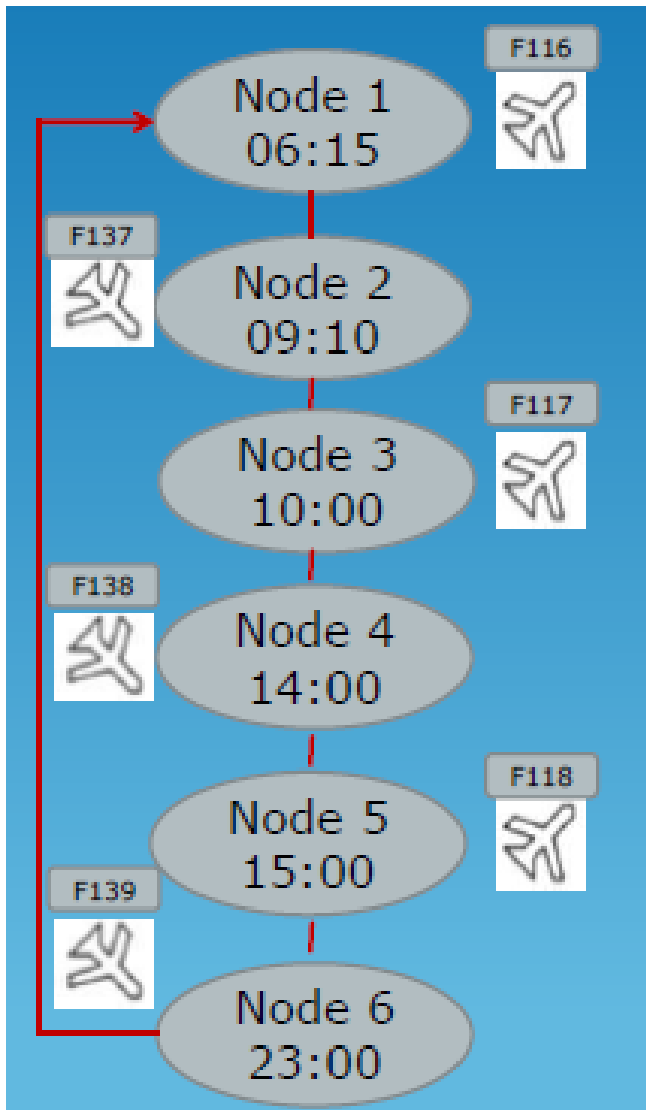 F116
Node 1
06:15
F137
Node 2
09:10
F117
Node 3
10:00
F138
Node 4
14:00
F118
Node 5
15:00
F139
Node 6
23:00